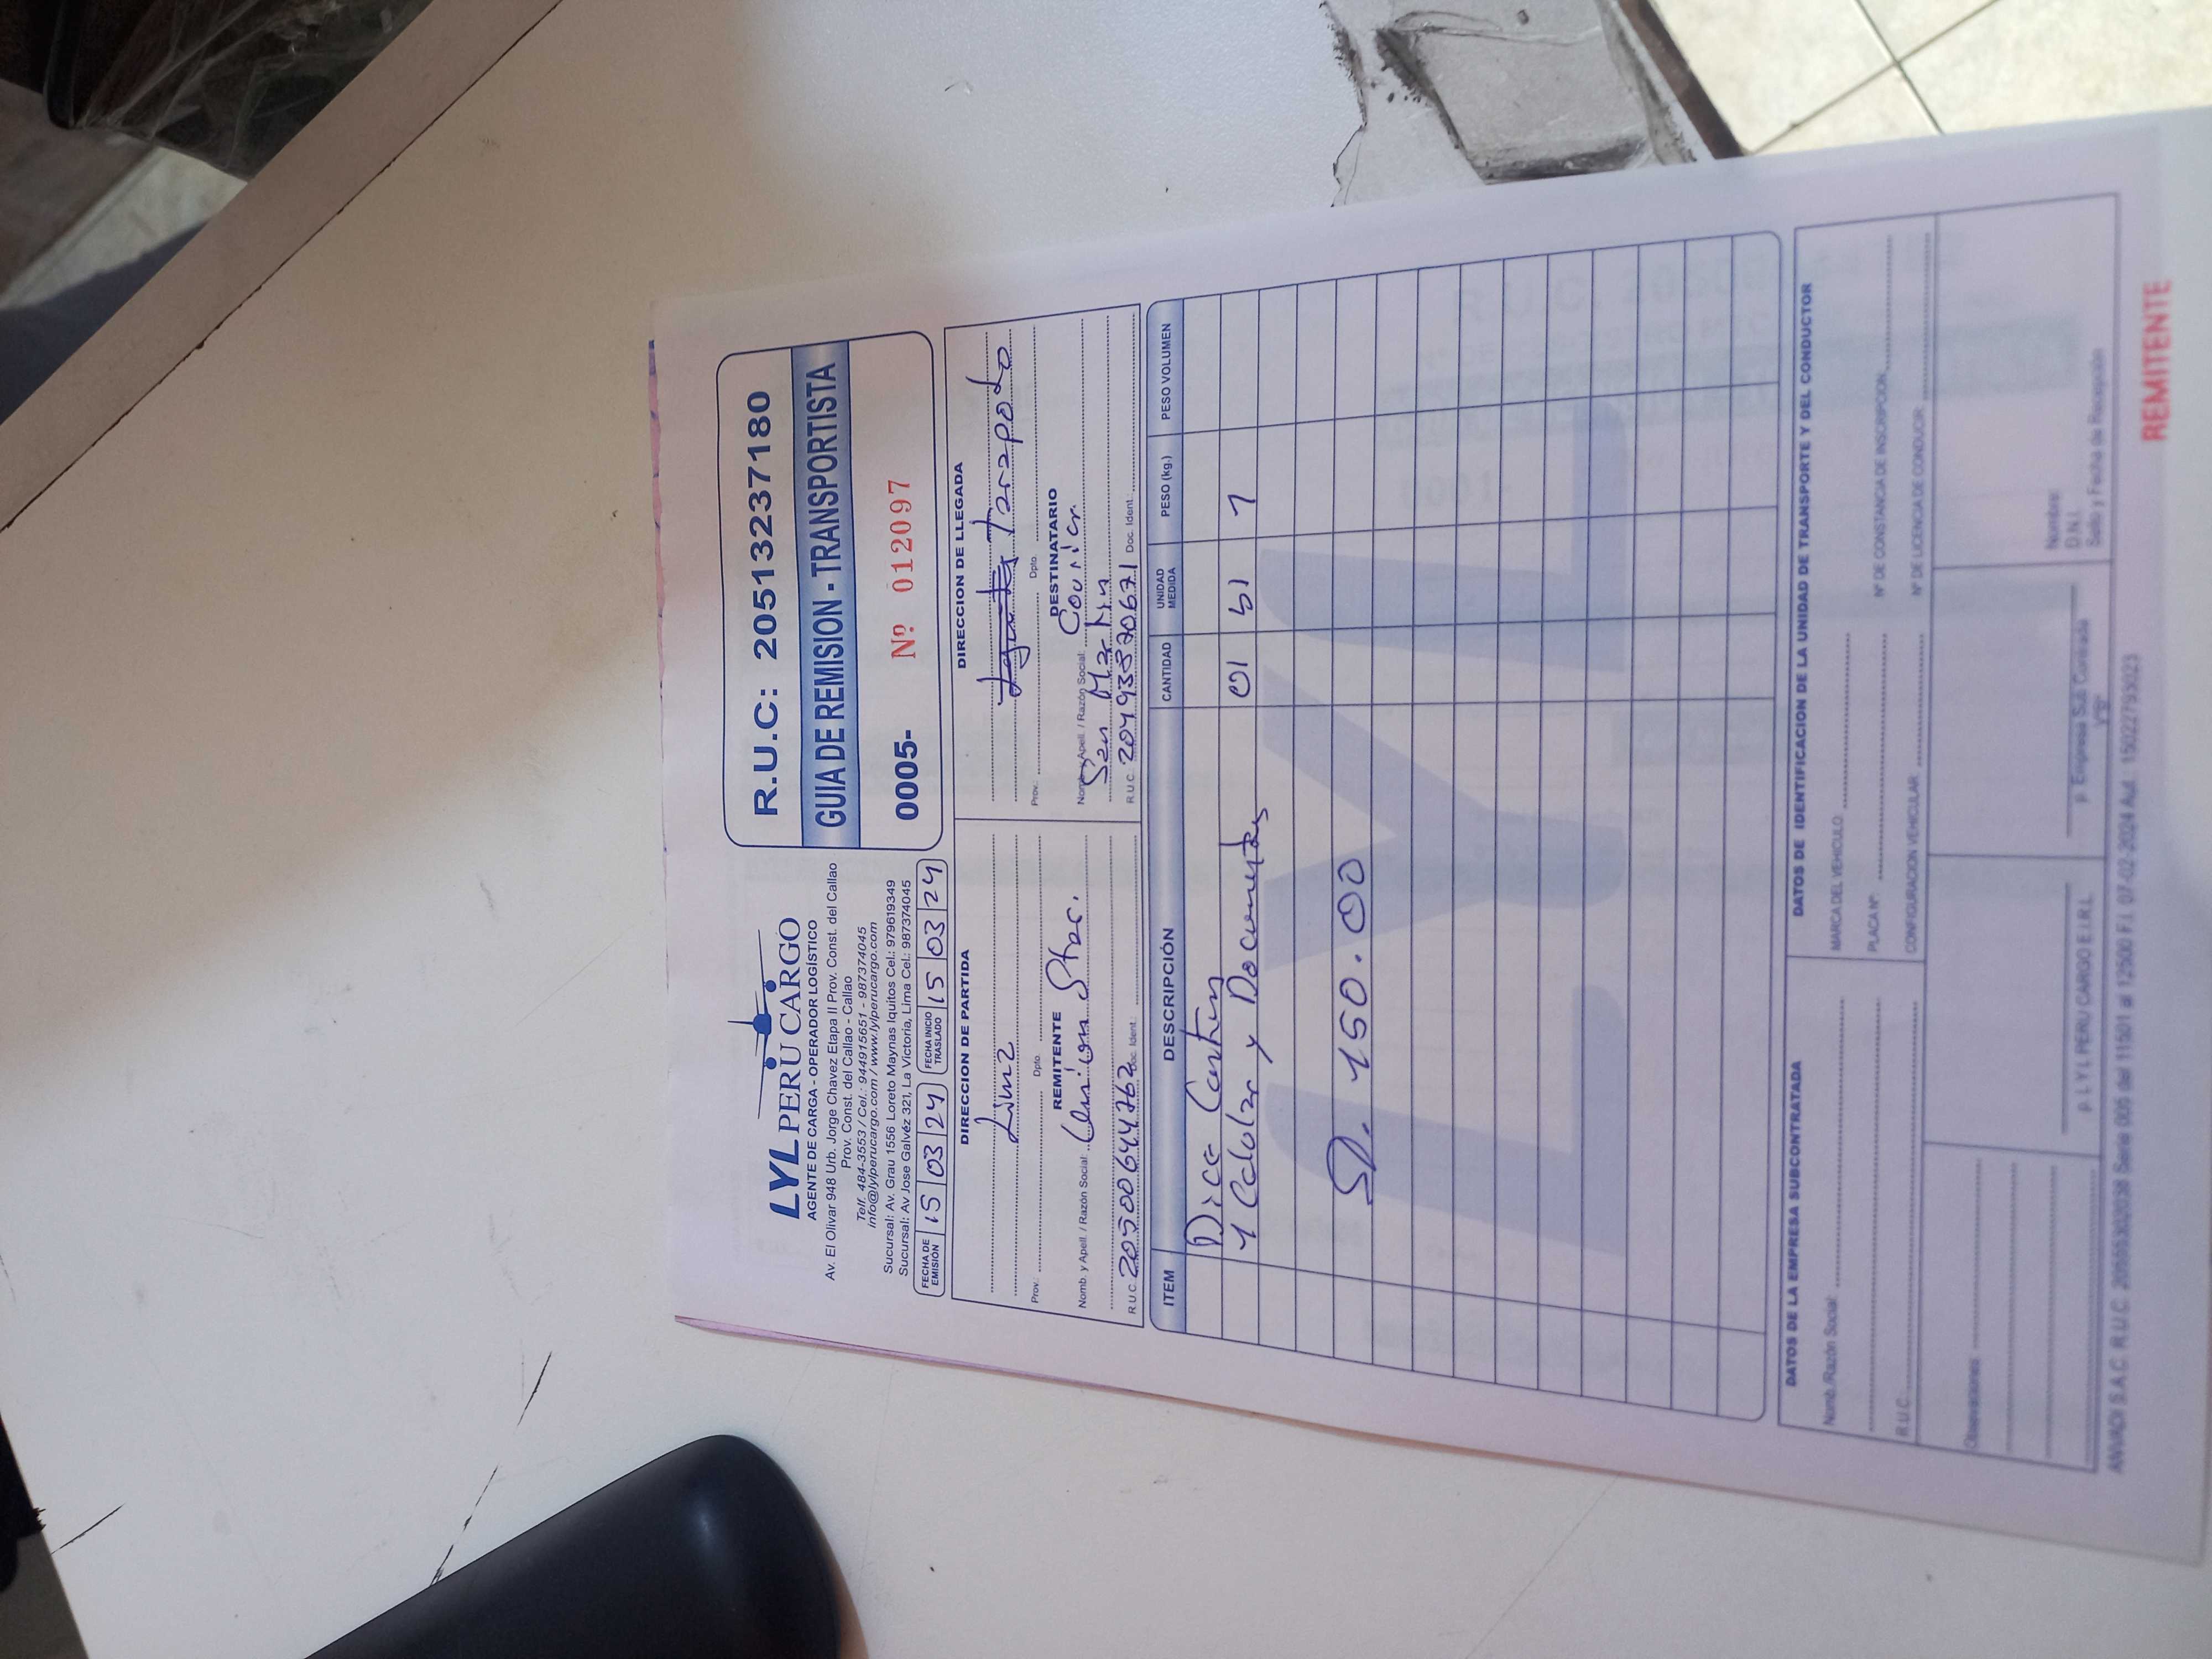 LYL PERU CARGO
AGENTE DE CARGA - OPERADOR LOGÍSTICO
Av. El Olivar 948 Urb. Jorge Chavez Etapa II Prov. Const. del Callao
Prov. Const. del Callao - Callao
Telf. 484-3553 / Cel.: 944915651 - 987374045
info@lylperucargo.com / www.lylperucargo.com
Sucursal: Av. Grau 1556 Loreto Maynas Iquitos Cel.: 979619349
Sucursal: Av Jose Galvéz 321, La Victoria, Lima Cel.: 987374045
R.U.C: 20513237180
GUIA DE REMISION - TRANSPORTISTA
0005- Nº 012097
FECHA DE EMISIÓN 15 03 24 FECHA INICIO TRASLADO 15 03 24
DIRECCION DE PARTIDA
Lima
Prov.: Dpto.
REMITENTE
Nomb. y Apell. / Razón Social: Union Star.
R.U.C. 20500644762 Doc. Ident.:
DIRECCION DE LLEGADA
Tarapoto
Prov.: Dpto.
DESTINATARIO
Nomb. y Apell. / Razón Social:
San Martin
R.U.C. 20493870671 Doc. Ident.:
ITEM DESCRIPCIÓN CANTIDAD UNIDAD MEDIDA PESO (kg.) PESO VOLUMEN
Dice Conten
1 Celular y Documentos 01 bl 1
S/. 150.00
DATOS DE LA EMPRESA SUBCONTRATADA
Nomb./Razón Social:
R.U.C.
DATOS DE IDENTIFICACION DE LA UNIDAD DE TRANSPORTE Y DEL CONDUCTOR
MARCA DEL VEHICULO
PLACA Nº Nº DE CONSTANCIA DE INSCRIPCION
CONFIGURACIÓN VEHICULAR Nº DE LICENCIA DE CONDUCIR
Observaciones:
p. L Y L PERU CARGO E.I.R.L.
p. Empresa Sub Contratada
VºBº
Nombre:
D.N.I.
Sello y Fecha de Recepción
REMITENTE